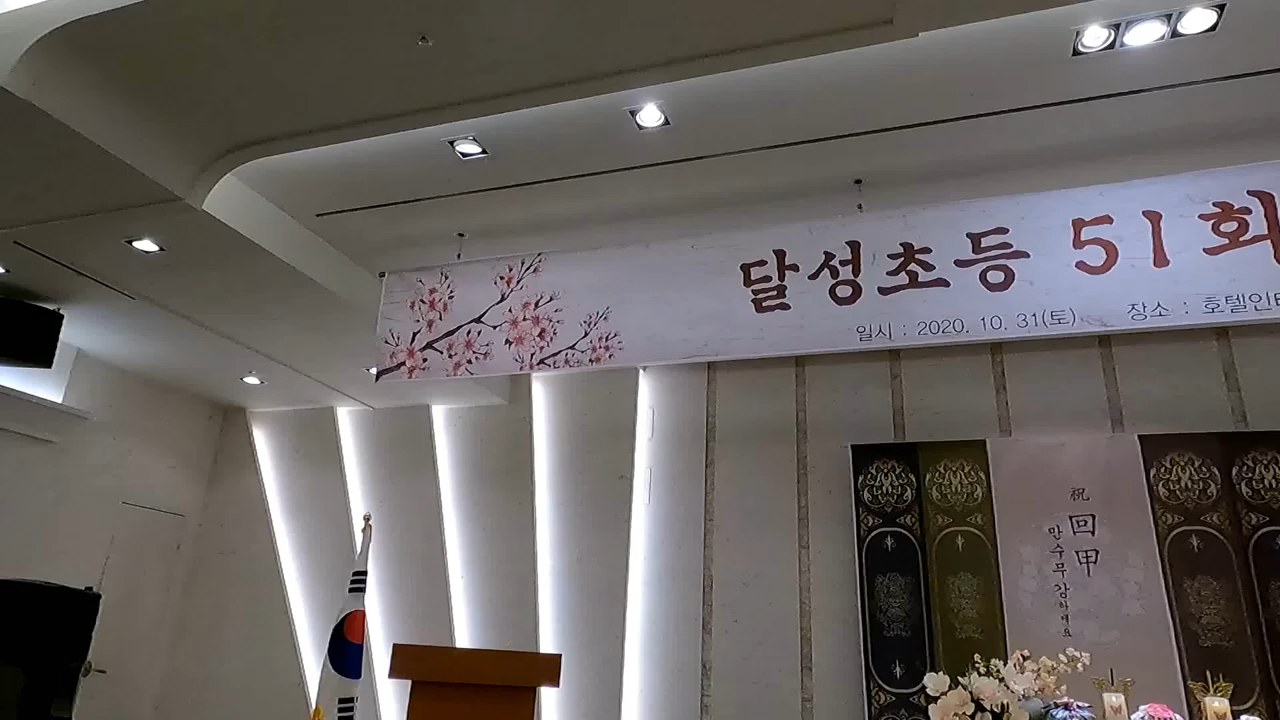 달성초등 51회
일시 : 2020. 10. 31(토) 장소 : 호텔인터
祝
回甲
만수무강하세요